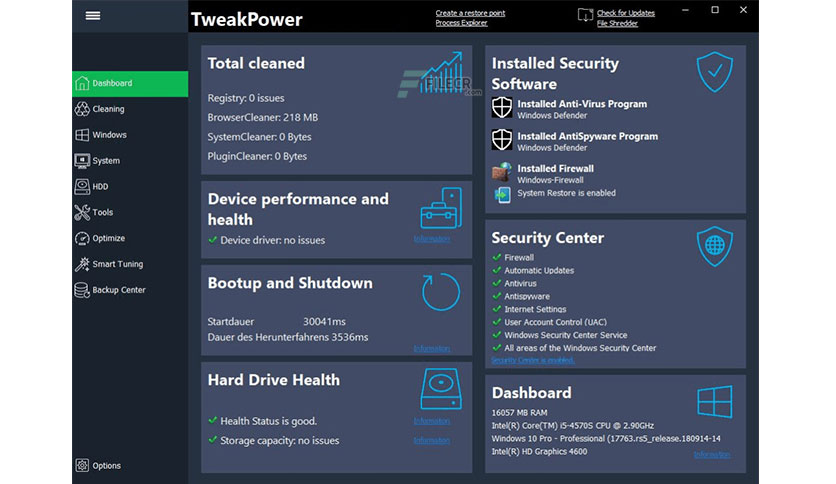 TweakPower
Create a restore point
Process Explorer
Check for Updates
File Shredder
Dashboard
Cleaning
Windows
System
HDD
Tools
Optimize
Smart Tuning
Backup Center
Options
Total cleaned
FILECR
.com
Registry: 0 issues
BrowserCleaner: 218 MB
SystemCleaner: 0 Bytes
PluginCleaner: 0 Bytes
Device performance and
health
Device driver: no issues
Information
Bootup and Shutdown
Startdauer 30041ms
Dauer des Herunterfahrens 3536ms
Information
Hard Drive Health
Health Status is good.
Information
Storage capacity: no issues
Information
Installed Security
Software
Installed Anti-Virus Program
Windows Defender
Installed AntiSpyware Program
Windows Defender
Installed Firewall
Windows-Firewall
System Restore is enabled
Security Center
Firewall
Automatic Updates
Antivirus
Antispyware
Internet Settings
User Account Control (UAC)
Windows Security Center Service
All areas of the Windows Security Center
Security Center is enabled.
Dashboard
16057 MB RAM
Intel(R) Core(TM) i5-4570S CPU @ 2.90GHz
Windows 10 Pro - Professional (17763.rs5_release.180914-14
Intel(R) HD Graphics 4600
Information